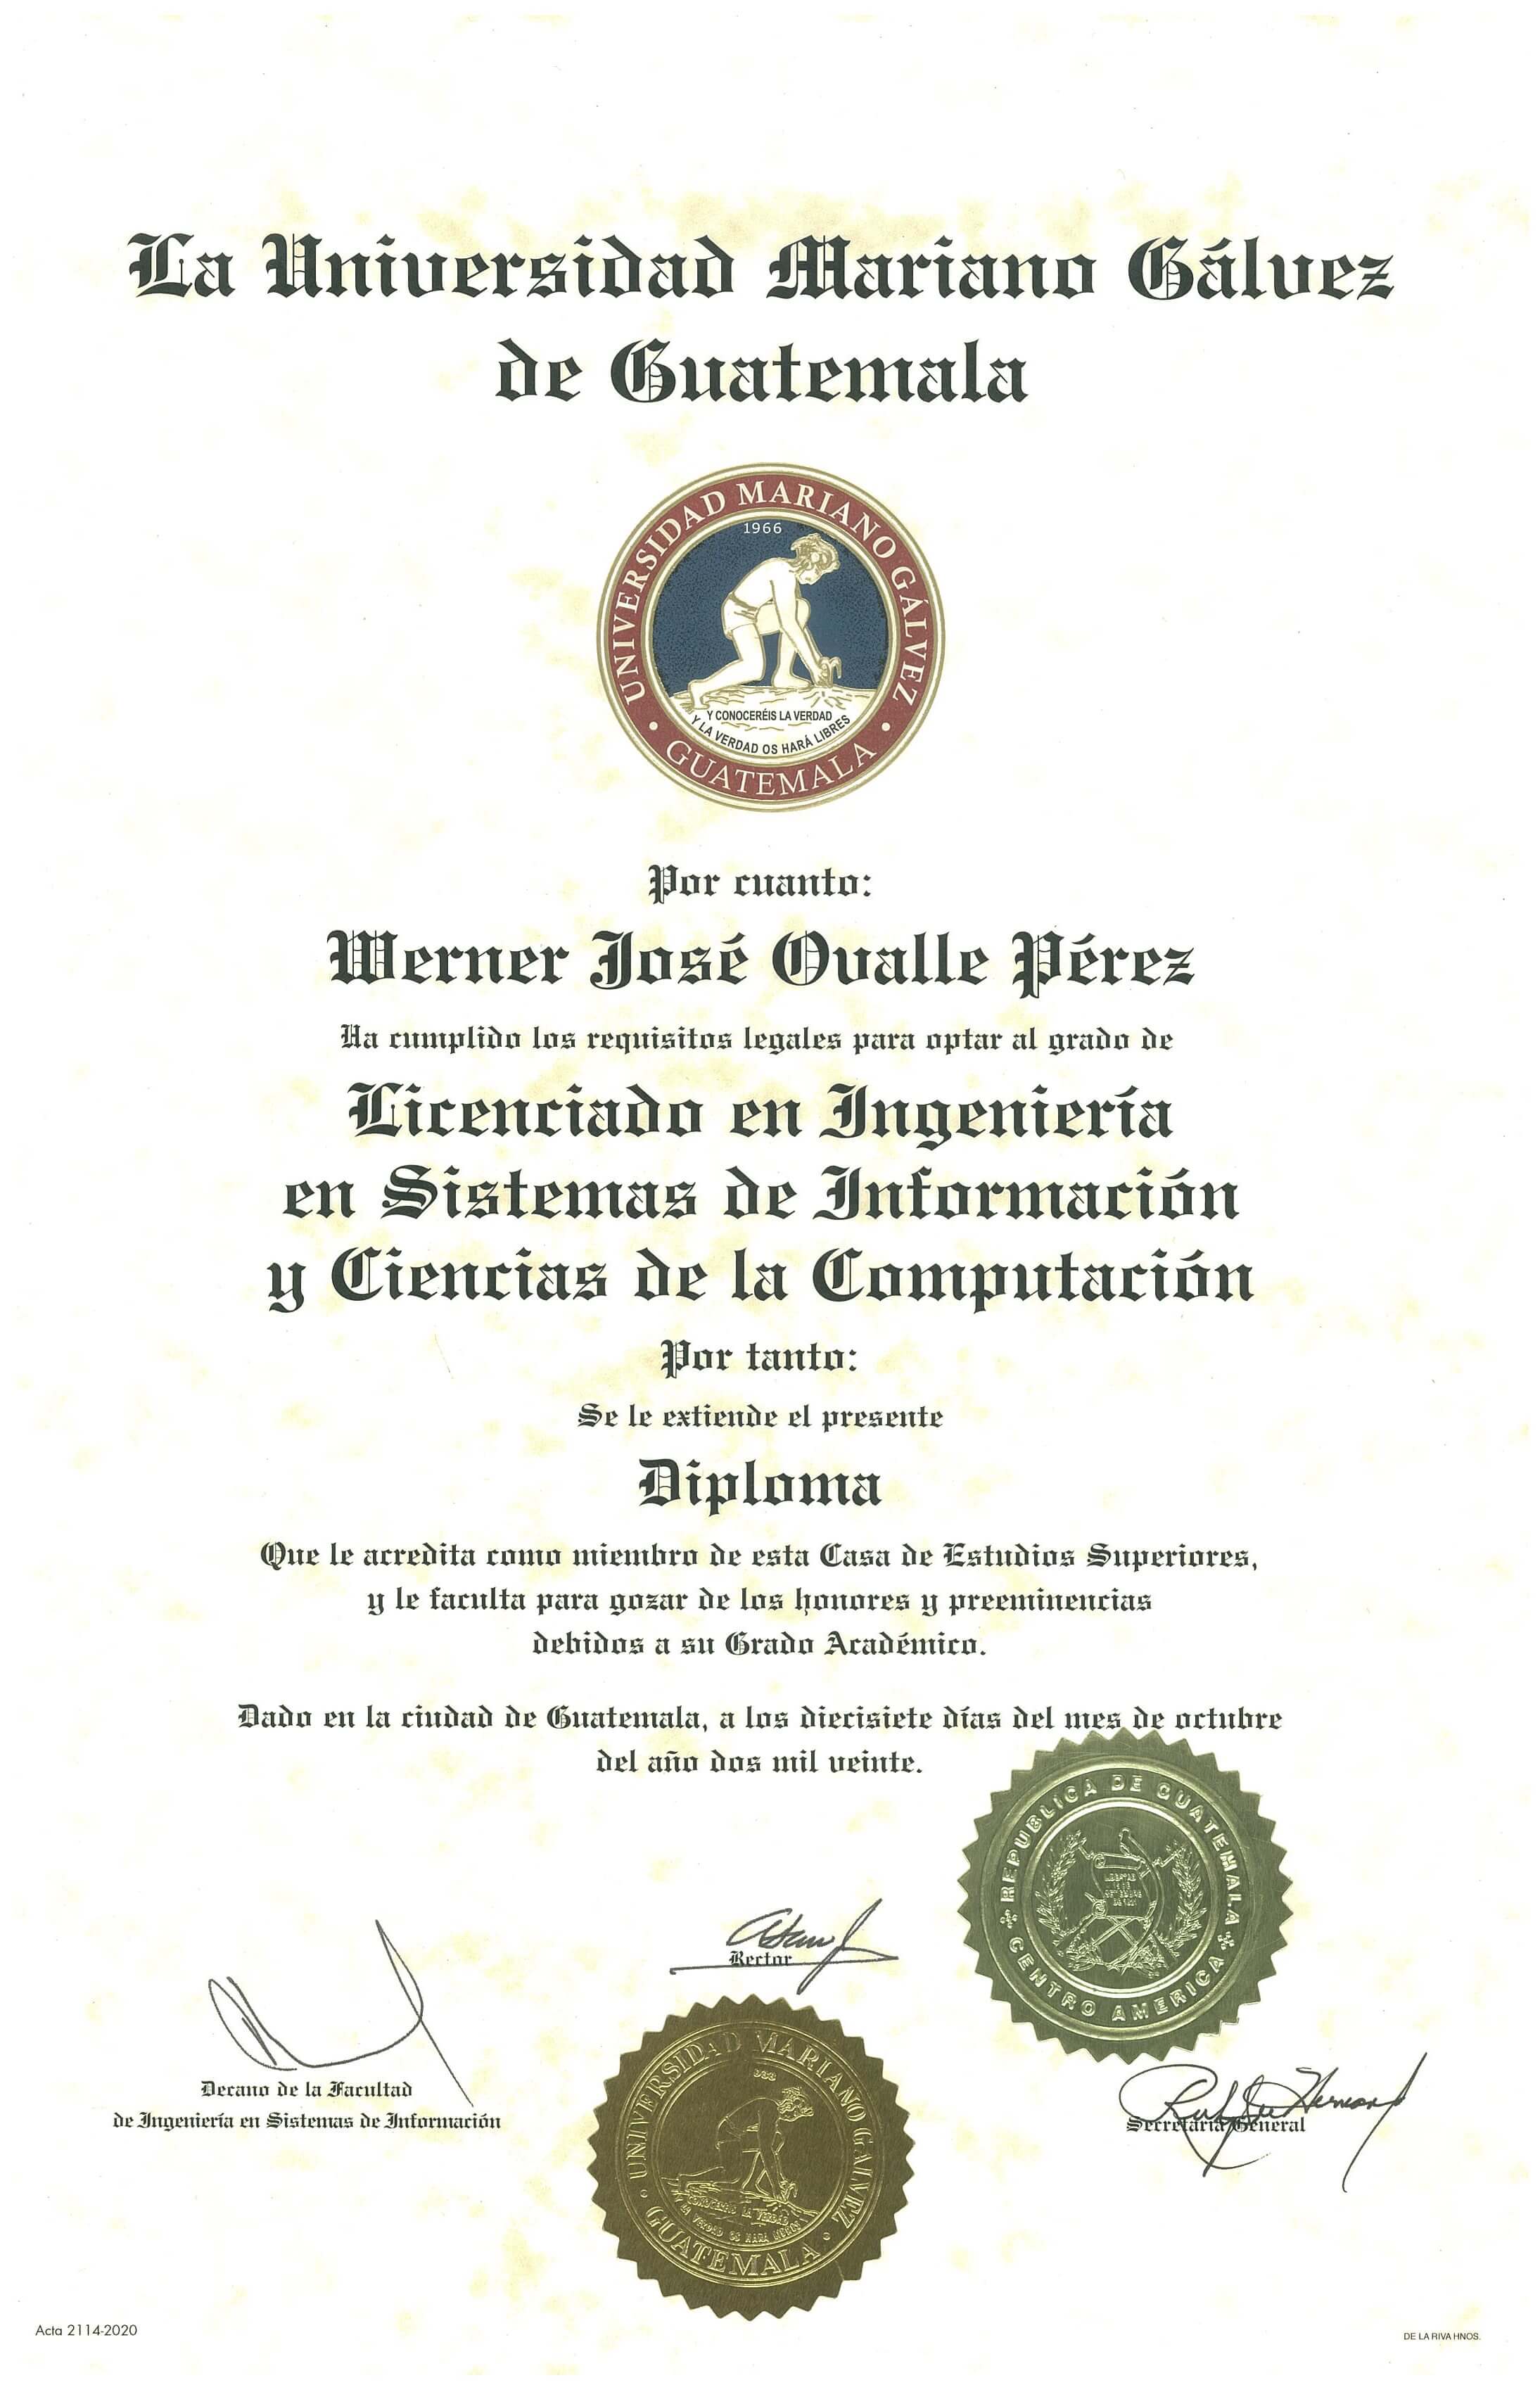 La Universidad Mariano Gálvez
de Guatemala
UNIVERSIDAD MARIANO GÁLVEZ
1966
Y CONOCERÉIS LA VERDAD
Y LA VERDAD OS HARÁ LIBRES
GUATEMALA
Por cuanto:
Werner José Ovalle Pérez
Ha cumplido los requisitos legales para optar al grado de
Licenciado en Ingeniería
en Sistemas de Información
y Ciencias de la Computación
Por tanto:
Se le extiende el presente
Diploma
Que le acredita como miembro de esta Casa de Estudios Superiores,
y le faculta para gozar de los honores y preeminencias
debidos a su Grado Académico.
Dado en la ciudad de Guatemala, a los diecisiete días del mes de octubre
del año dos mil veinte.
REPUBLICA DE GUATEMALA
CENTRO AMERICA
Rector
Decano de la Facultad
de Ingeniería en Sistemas de Información
Secretaria General
UNIVERSIDAD MARIANO GALVEZ
GUATEMALA
Acta 2114-2020
DE LA RIVA HNOS.